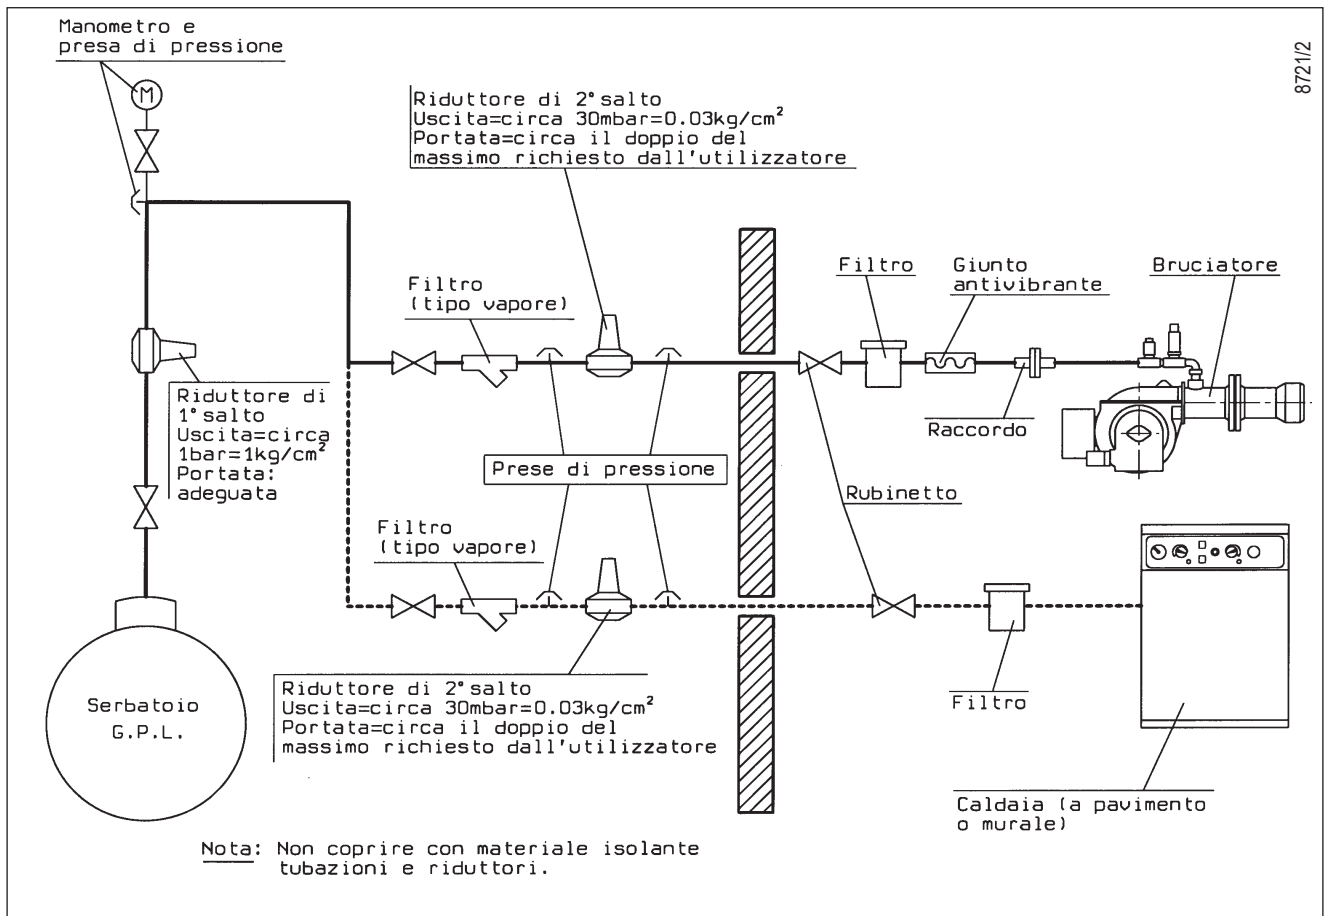 Manometro e
presa di pressione
M
8721/2
Riduttore di 2° salto
Uscita=circa 30mbar=0.03kg/cm²
Portata=circa il doppio del
massimo richiesto dall'utilizzatore
Filtro
(tipo vapore)
Filtro
Giunto
antivibrante
Bruciatore
Riduttore di
1° salto
Uscita=circa
1bar=1kg/cm²
Portata:
adeguata
Raccordo
Prese di pressione
Rubinetto
Filtro
(tipo vapore)
Serbatoio
G.P.L.
Riduttore di 2° salto
Uscita=circa 30mbar=0.03kg/cm²
Portata=circa il doppio del
massimo richiesto dall'utilizzatore
Filtro
Caldaia (a pavimento
o murale)
Nota: Non coprire con materiale isolante
tubazioni e riduttori.